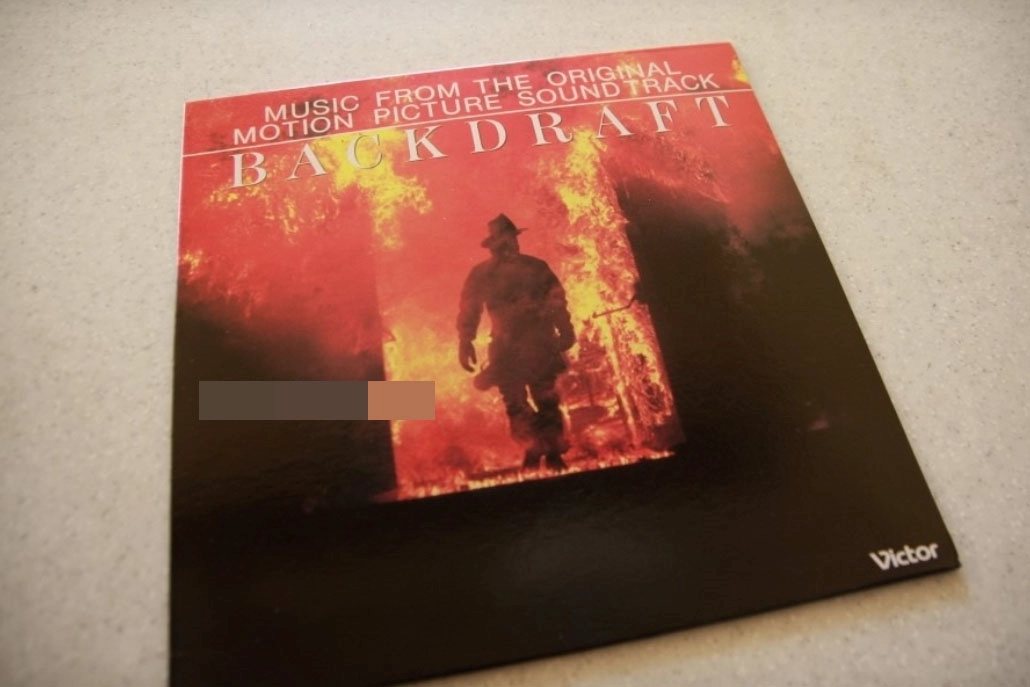 MUSIC FROM THE ORIGINAL
MOTION PICTURE SOUNDTRACK
BACKDRAFT
Victor